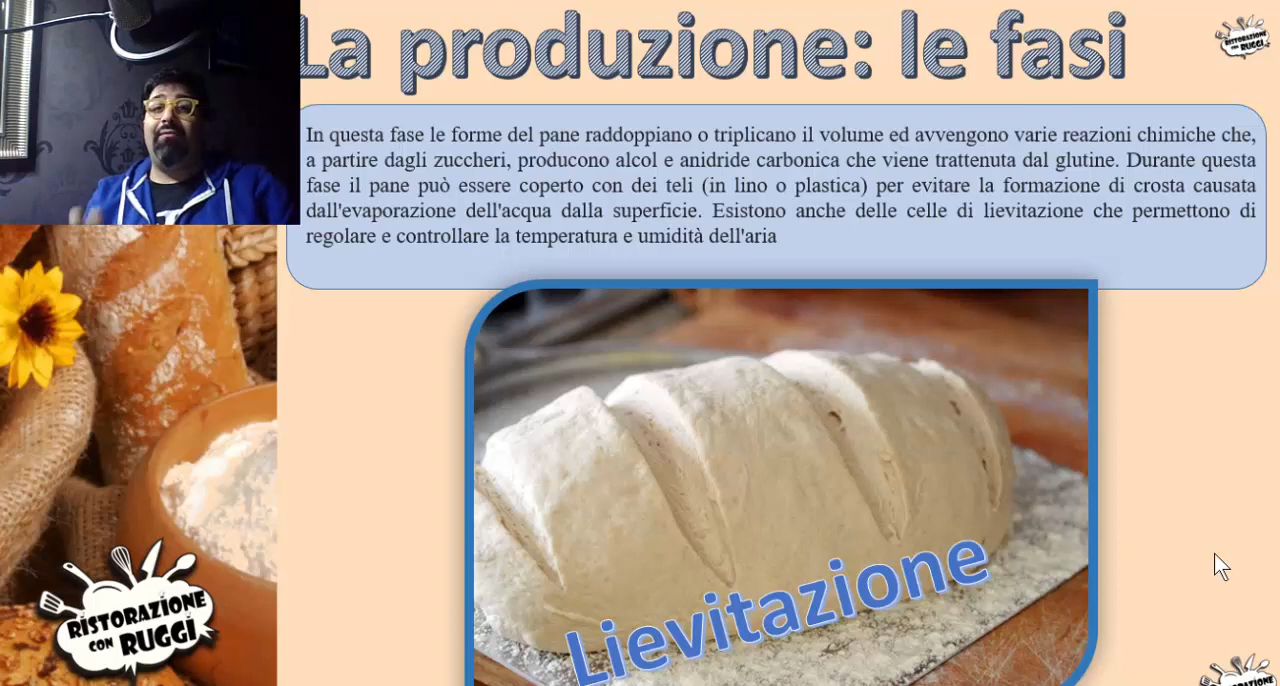 La produzione: le fasi
RISTORAZIONE
CON RUGGI
In questa fase le forme del pane raddoppiano o triplicano il volume ed avvengono varie reazioni chimiche che,
a partire dagli zuccheri, producono alcol e anidride carbonica che viene trattenuta dal glutine. Durante questa
fase il pane può essere coperto con dei teli (in lino o plastica) per evitare la formazione di crosta causata
dall'evaporazione dell'acqua dalla superficie. Esistono anche delle celle di lievitazione che permettono di
regolare e controllare la temperatura e umidità dell'aria
Lievitazione
RISTORAZIONE
CON RUGGI
RISTORAZIONE